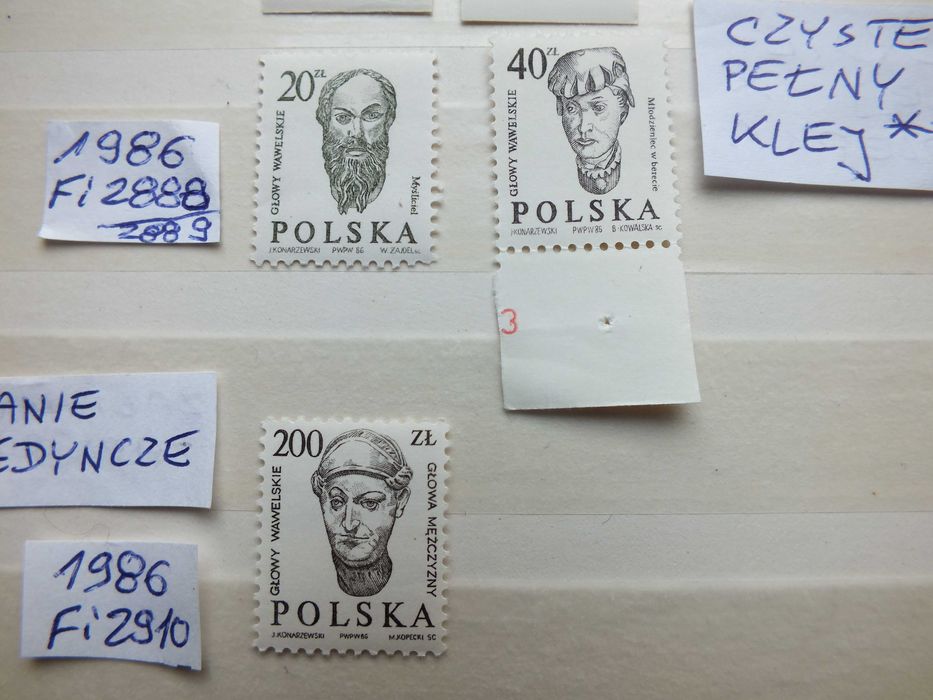 CZYSTE
PEŁNY
KLEJ *
1986
Fi 2888
2889
20 ZŁ
GŁOWY WAWELSKIE
Myśliciel
POLSKA
J.KONARZEWSKI PWPW 86 W. ZAJDEL sc.
40 ZŁ
GŁOWY WAWELSKIE
Młodzieniec w berecie
POLSKA
J.KONARZEWSKI PWPW 86 B. KOWALSKA sc.
3
ANIE
EDYNCZE
200 ZŁ
GŁOWY WAWELSKIE
GŁOWA MĘŻCZYZNY
POLSKA
J.KONARZEWSKI PWPW 86 M.KOPECKI SC
1986
Fi 2910